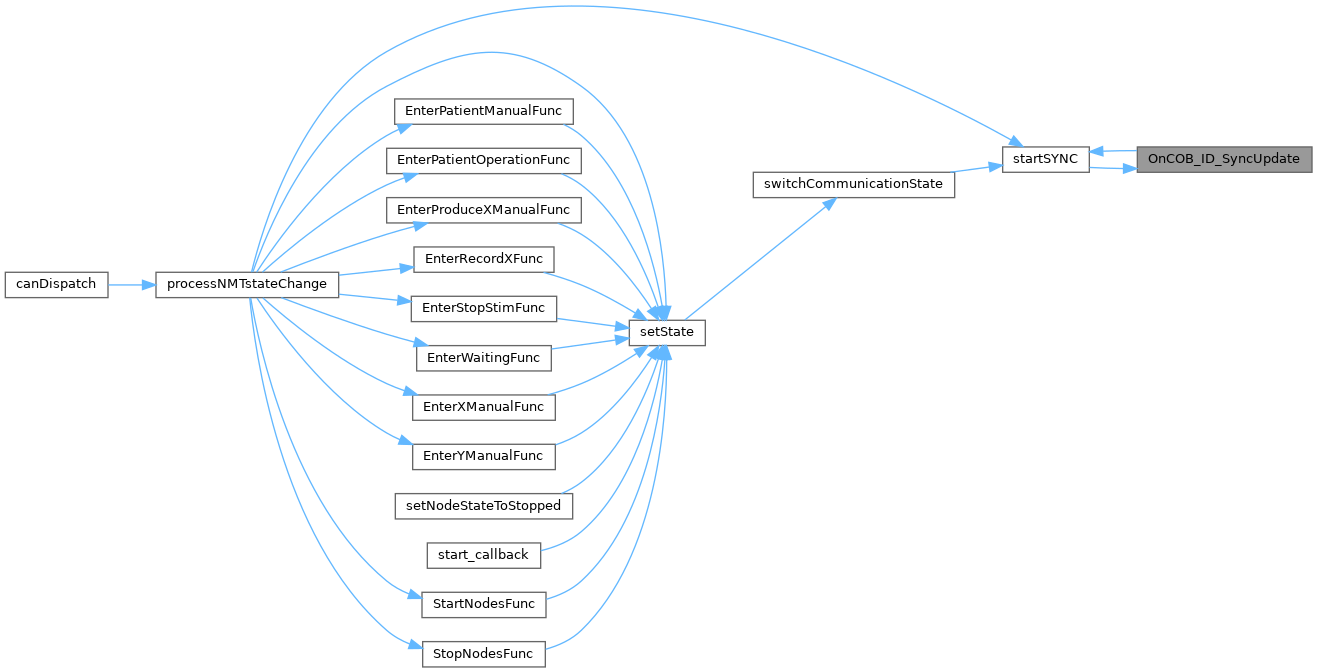 canDispatch
processNMTstateChange
EnterPatientManualFunc
EnterPatientOperationFunc
EnterProduceXManualFunc
EnterRecordXFunc
EnterStopStimFunc
EnterWaitingFunc
EnterXManualFunc
EnterYManualFunc
setNodeStateToStopped
start_callback
StartNodesFunc
StopNodesFunc
setState
switchCommunicationState
startSYNC
OnCOB_ID_SyncUpdate